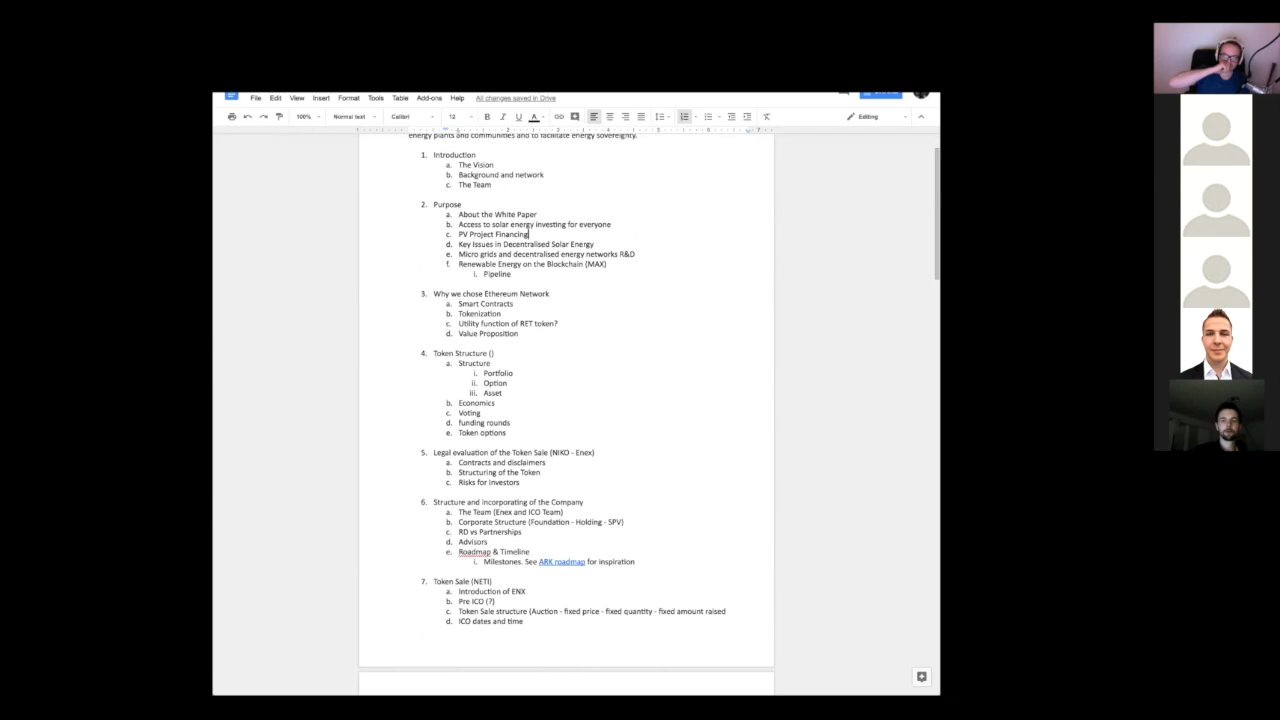 File Edit View Insert Format Tools Table Add-ons Help All changes saved in Drive
100% Normal text Calibri 12 B I U A Editing
1 2 3 4 5 6 7
energy plants and communities and to facilitate energy sovereignty.
1. Introduction
a. The Vision
b. Background and network
c. The Team
2. Purpose
a. About the White Paper
b. Access to solar energy investing for everyone
c. PV Project Financing
d. Key Issues in Decentralised Solar Energy
e. Micro grids and decentralised energy networks R&D
f. Renewable Energy on the Blockchain (MAX)
i. Pipeline
3. Why we chose Ethereum Network
a. Smart Contracts
b. Tokenization
c. Utility function of RET token?
d. Value Proposition
4. Token Structure ()
a. Structure
i. Portfolio
ii. Option
iii. Asset
b. Economics
c. Voting
d. funding rounds
e. Token options
5. Legal evaluation of the Token Sale (NIKO - Enex)
a. Contracts and disclaimers
b. Structuring of the Token
c. Risks for Investors
6. Structure and incorporating of the Company
a. The Team (Enex and ICO Team)
b. Corporate Structure (Foundation - Holding - SPV)
c. RD vs Partnerships
d. Advisors
e. Roadmap & Timeline
i. Milestones. See ARK roadmap for inspiration
7. Token Sale (NETI)
a. Introduction of ENX
b. Pre ICO (?)
c. Token Sale structure (Auction - fixed price - fixed quantity - fixed amount raised
d. ICO dates and time